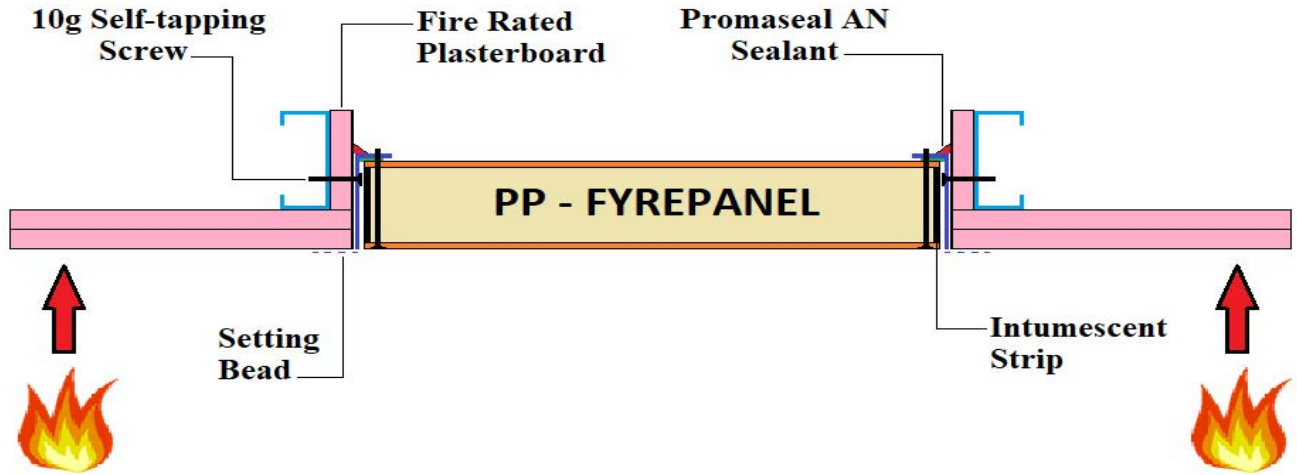 10g Self-tapping
Screw
Fire Rated
Plasterboard
Promaseal AN
Sealant
PP - FYREPANEL
Setting
Bead
Intumescent
Strip